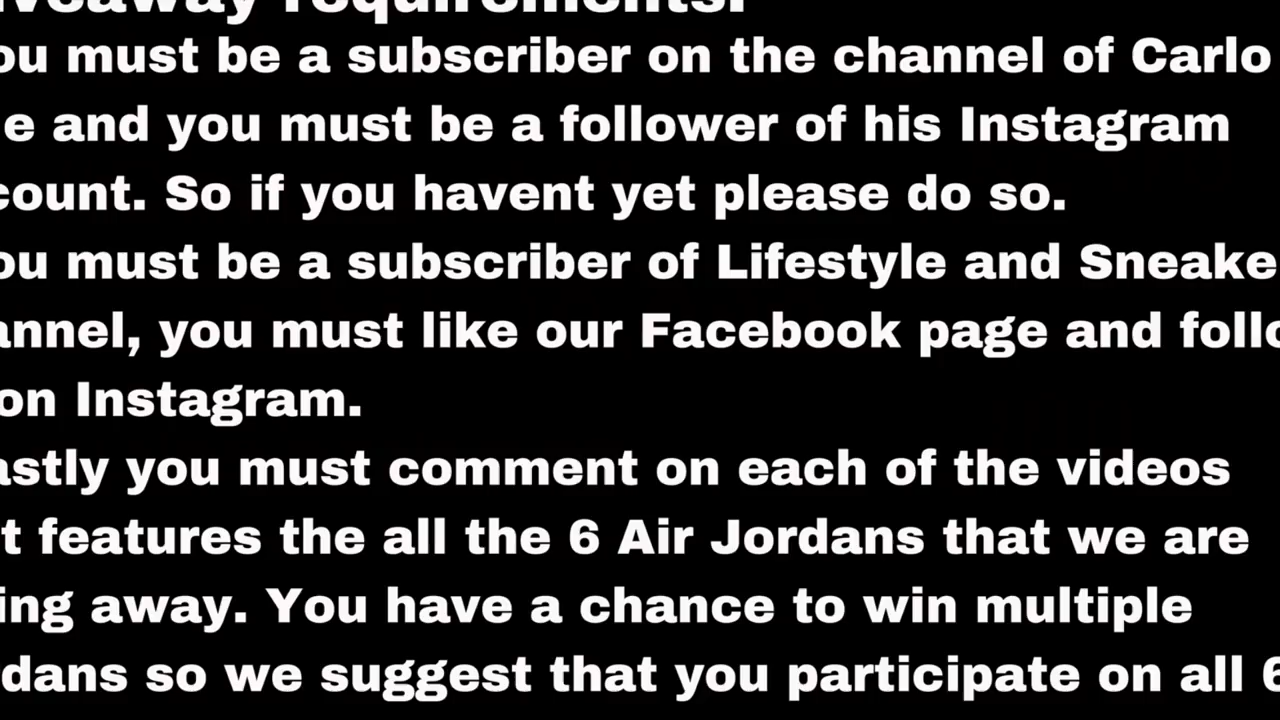 iveaway requirements:
ou must be a subscriber on the channel of Carlo
e and you must be a follower of his Instagram
count. So if you havent yet please do so.
ou must be a subscriber of Lifestyle and Sneake
annel, you must like our Facebook page and follo
on Instagram.
astly you must comment on each of the videos
t features the all the 6 Air Jordans that we are
ing away. You have a chance to win multiple
dans so we suggest that you participate on all 6